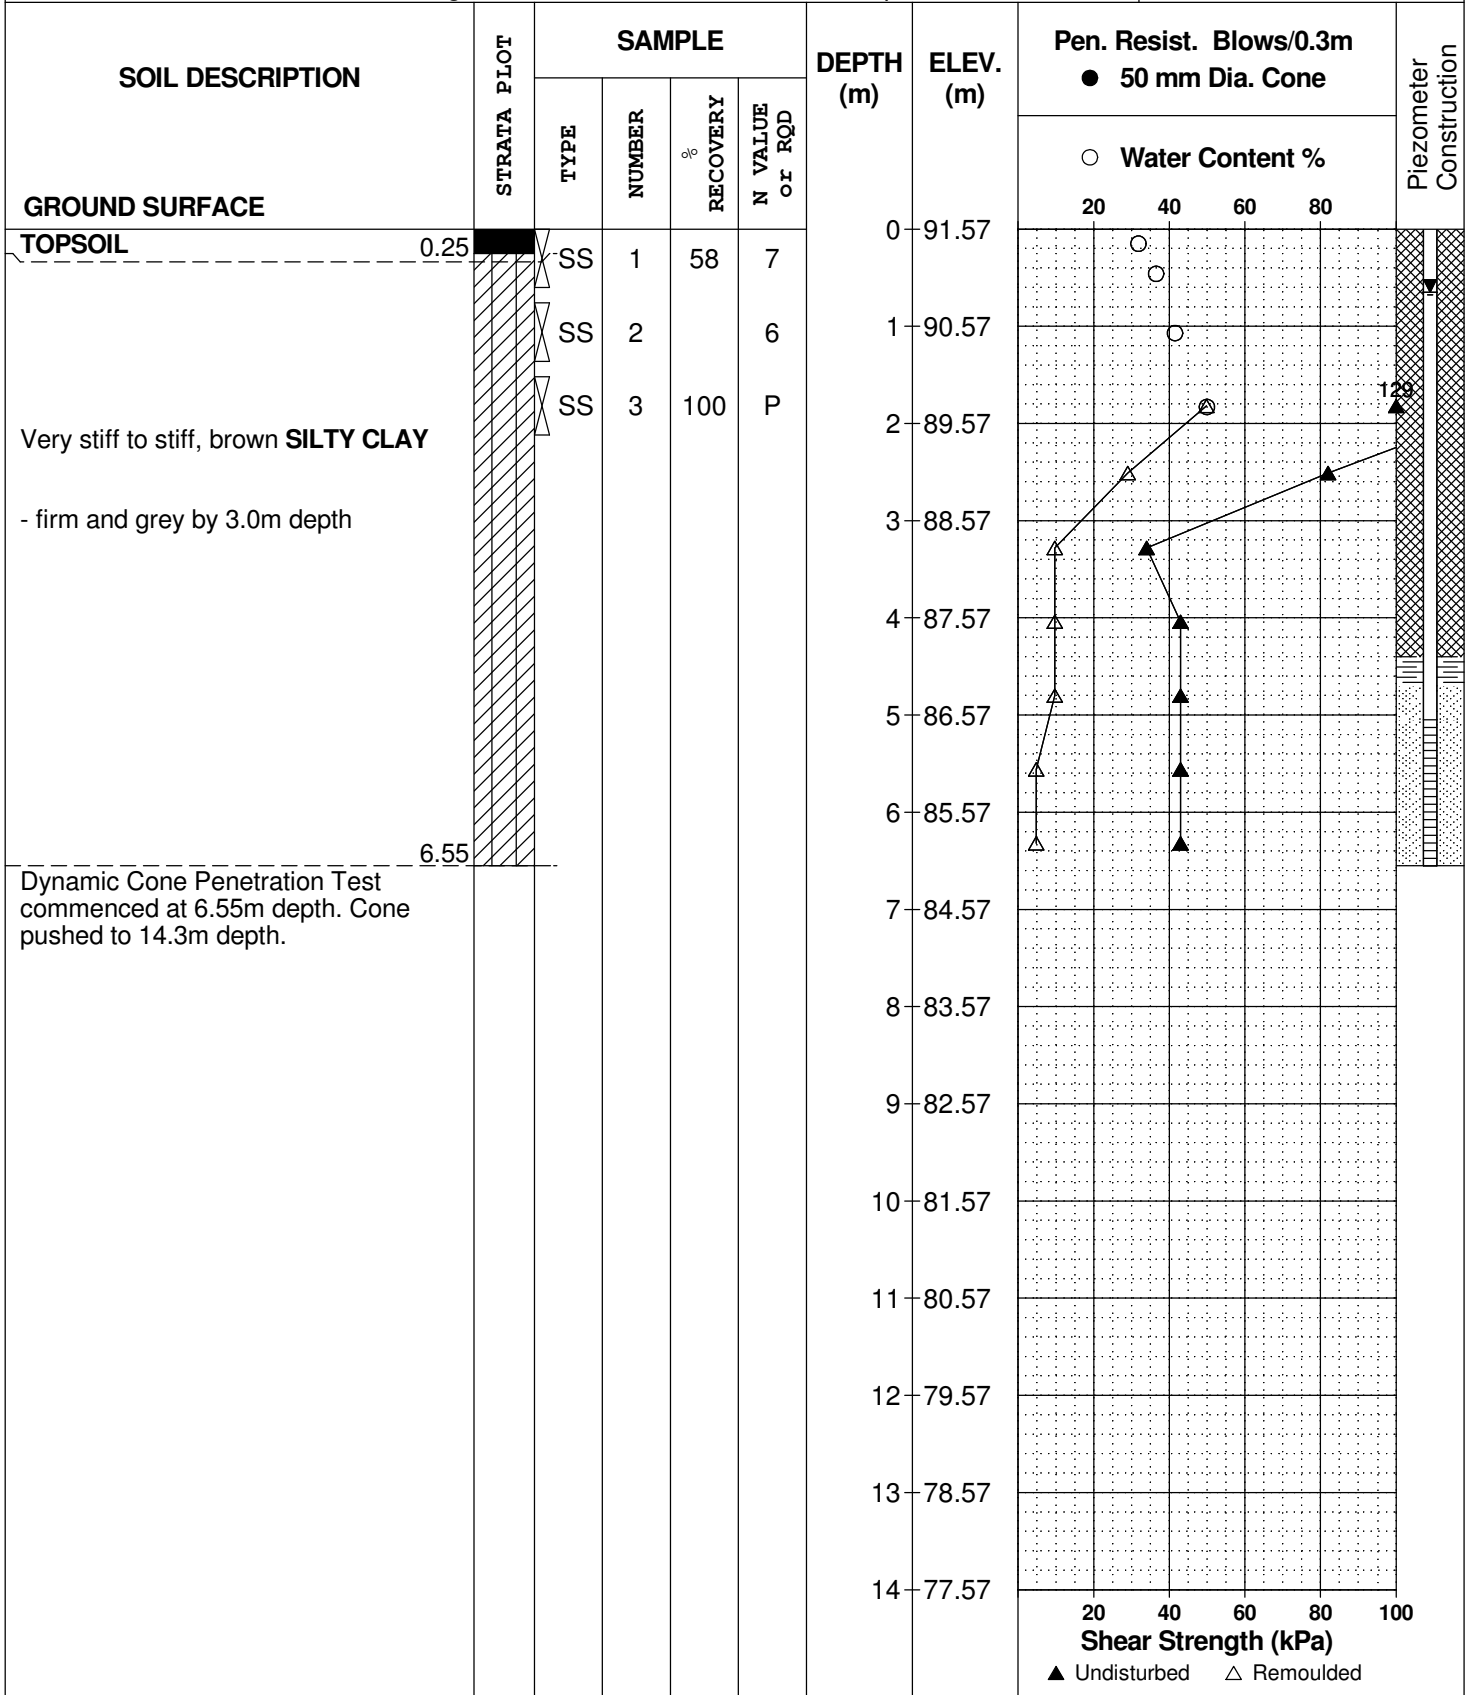 SOIL DESCRIPTION
GROUND SURFACE
STRATA PLOT
SAMPLE
TYPE
NUMBER
%
RECOVERY
N VALUE
or RQD
DEPTH
(m)
ELEV.
(m)
Pen. Resist. Blows/0.3m
● 50 mm Dia. Cone
○ Water Content %
20 40 60 80
Piezometer
Construction
TOPSOIL 0.25
SS 1 58 7
SS 2 6
SS 3 100 P
Very stiff to stiff, brown SILTY CLAY
- firm and grey by 3.0m depth
6.55
Dynamic Cone Penetration Test
commenced at 6.55m depth. Cone
pushed to 14.3m depth.
0 91.57
1 90.57
2 89.57
3 88.57
4 87.57
5 86.57
6 85.57
7 84.57
8 83.57
9 82.57
10 81.57
11 80.57
12 79.57
13 78.57
14 77.57
129
20 40 60 80 100
Shear Strength (kPa)
▲ Undisturbed △ Remoulded